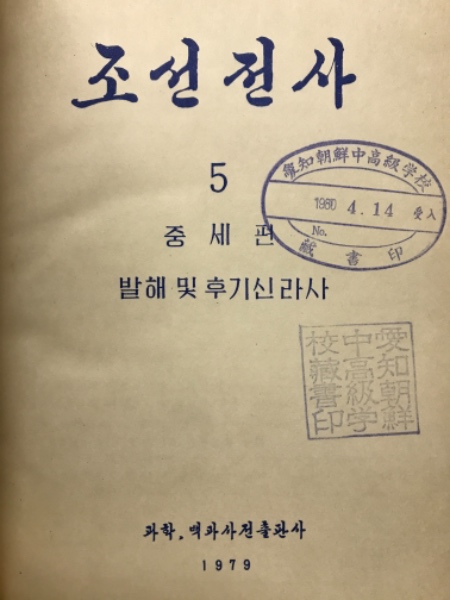 조선전사
5
중세편
발해 및 후기신라사
愛知朝鮮中高級学校
1980 4.14 受入
No.
蔵書印
愛知朝鮮
中高級学
校蔵書印
과학, 백과사전출판사
1979